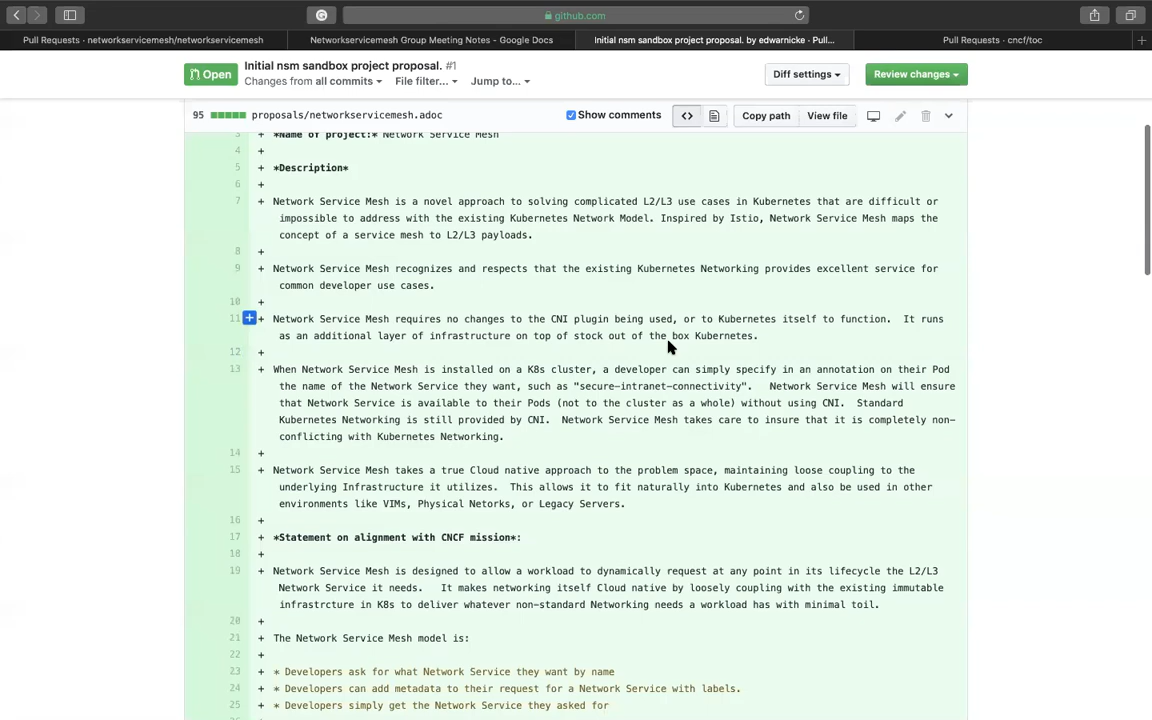 github.com
Pull Requests · networkservicemesh/networkservicemesh
Networkservicemesh Group Meeting Notes - Google Docs
Initial nsm sandbox project proposal. by edwarnicke · Pull...
Pull Requests · cncf/toc
Open
Initial nsm sandbox project proposal. #1
Changes from all commits
File filter...
Jump to...
Diff settings
Review changes
95 proposals/networkservicemesh.adoc
Show comments
Copy path
View file
3 + *Name of project:* Network Service Mesh
4 +
5 + *Description*
6 +
7 + Network Service Mesh is a novel approach to solving complicated L2/L3 use cases in Kubernetes that are difficult or
impossible to address with the existing Kubernetes Network Model. Inspired by Istio, Network Service Mesh maps the
concept of a service mesh to L2/L3 payloads.
8 +
9 + Network Service Mesh recognizes and respects that the existing Kubernetes Networking provides excellent service for
common developer use cases.
10 +
11 + Network Service Mesh requires no changes to the CNI plugin being used, or to Kubernetes itself to function. It runs
as an additional layer of infrastructure on top of stock out of the box Kubernetes.
12 +
13 + When Network Service Mesh is installed on a K8s cluster, a developer can simply specify in an annotation on their Pod
the name of the Network Service they want, such as "secure-intranet-connectivity". Network Service Mesh will ensure
that Network Service is available to their Pods (not to the cluster as a whole) without using CNI. Standard
Kubernetes Networking is still provided by CNI. Network Service Mesh takes care to insure that it is completely non-
conflicting with Kubernetes Networking.
14 +
15 + Network Service Mesh takes a true Cloud native approach to the problem space, maintaining loose coupling to the
underlying Infrastructure it utilizes. This allows it to fit naturally into Kubernetes and also be used in other
environments like VIMs, Physical Networks, or Legacy Servers.
16 +
17 + *Statement on alignment with CNCF mission*:
18 +
19 + Network Service Mesh is designed to allow a workload to dynamically request at any point in its lifecycle the L2/L3
Network Service it needs. It makes networking itself Cloud native by loosely coupling with the existing immutable
infrastrcture in K8s to deliver whatever non-standard Networking needs a workload has with minimal toil.
20 +
21 + The Network Service Mesh model is:
22 +
23 + * Developers ask for what Network Service they want by name
24 + * Developers can add metadata to their request for a Network Service with labels.
25 + * Developers simply get the Network Service they asked for